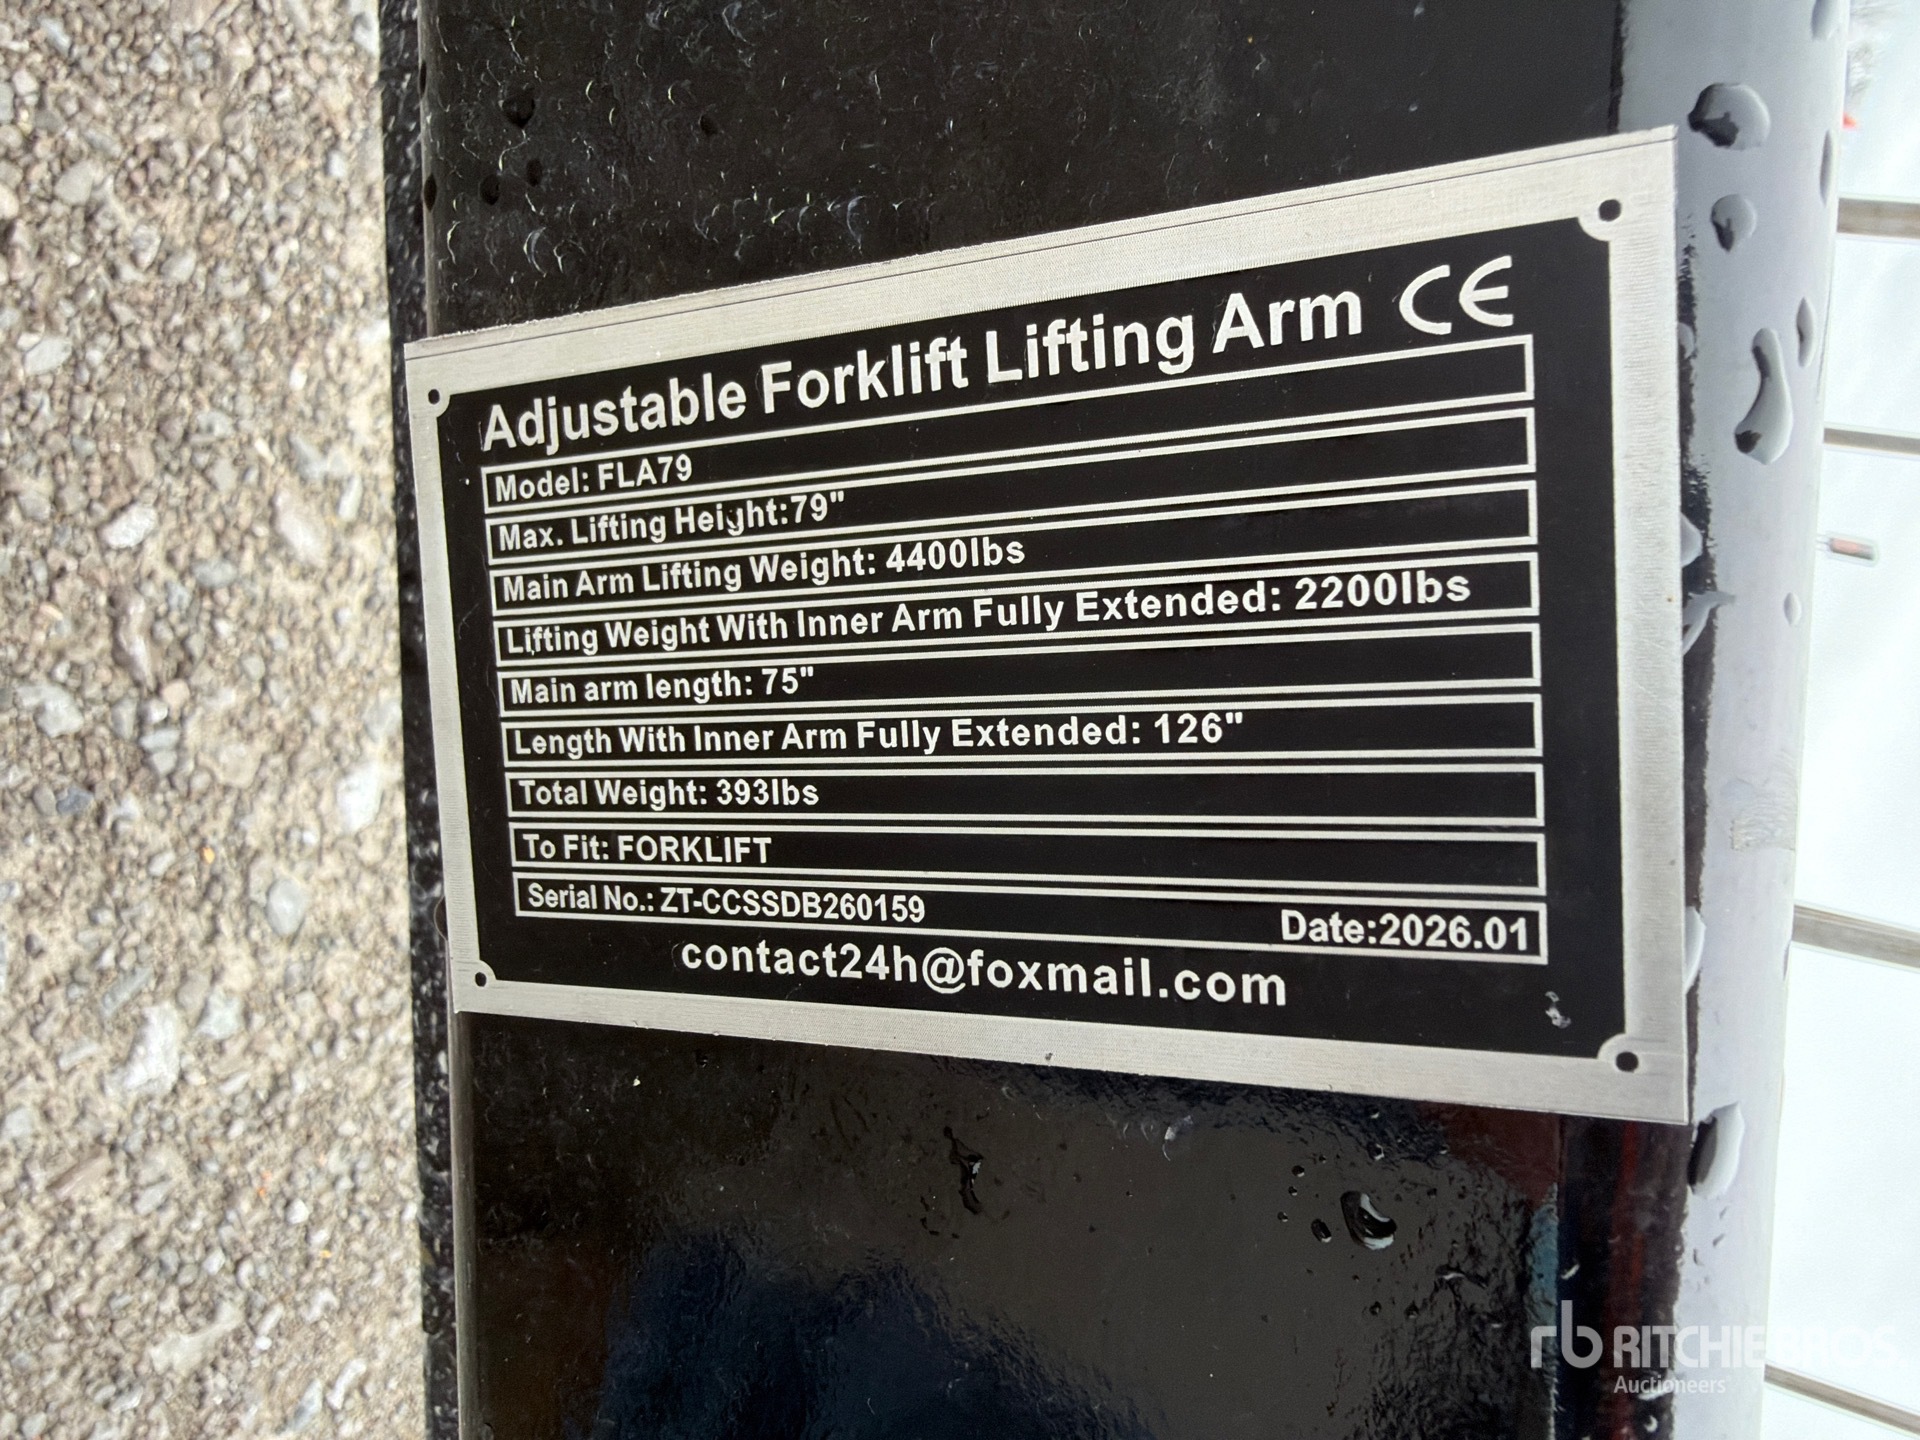 Adjustable Forklift Lifting Arm CE
Model: FLA79
Max. Lifting Height:79"
Main Arm Lifting Weight: 4400lbs
Lifting Weight With Inner Arm Fully Extended: 2200lbs
Main arm length: 75"
Length With Inner Arm Fully Extended: 126"
Total Weight: 393lbs
To Fit: FORKLIFT
Serial No.: ZT-CCSSDB260159 Date:2026.01
contact24h@foxmail.com
rb RITCHIE BROS
Auctioneers